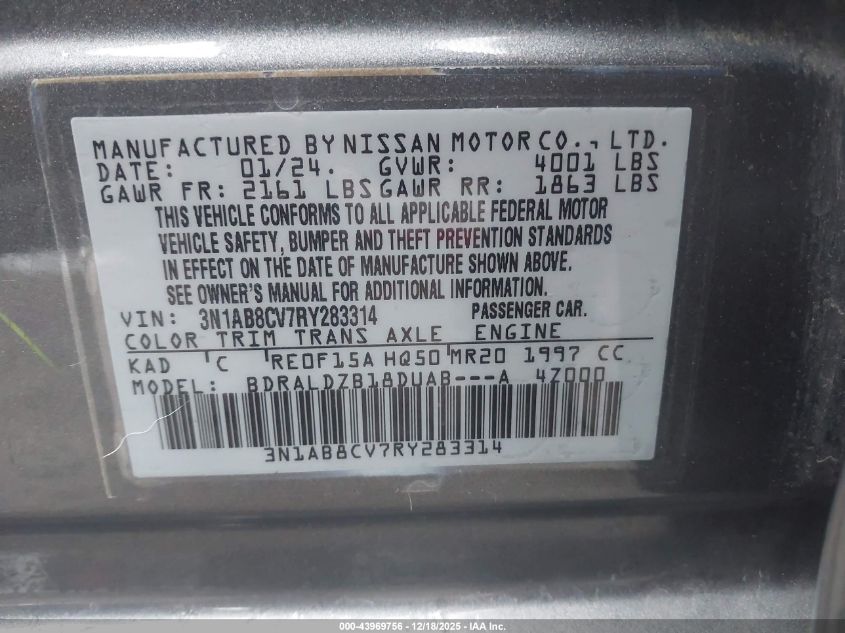 MANUFACTURED BY NISSAN MOTOR CO., LTD.
DATE: 01/24. GVWR: 4001 LBS
GAWR FR: 2161 LBS GAWR RR: 1863 LBS
THIS VEHICLE CONFORMS TO ALL APPLICABLE FEDERAL MOTOR
VEHICLE SAFETY, BUMPER AND THEFT PREVENTION STANDARDS
IN EFFECT ON THE DATE OF MANUFACTURE SHOWN ABOVE.
SEE OWNER'S MANUAL FOR ADDITIONAL INFORMATION.
VIN: 3N1AB8CV7RY283314 PASSENGER CAR.
COLOR TRIM TRANS AXLE ENGINE
KAD C RE0F15A HQ50 MR20 1997 CC
MODEL: BDRALDZB18DUAB---A 4Z000
3N1AB8CV7RY283314
000-43969756 - 12/18/2025 - IAA Inc.